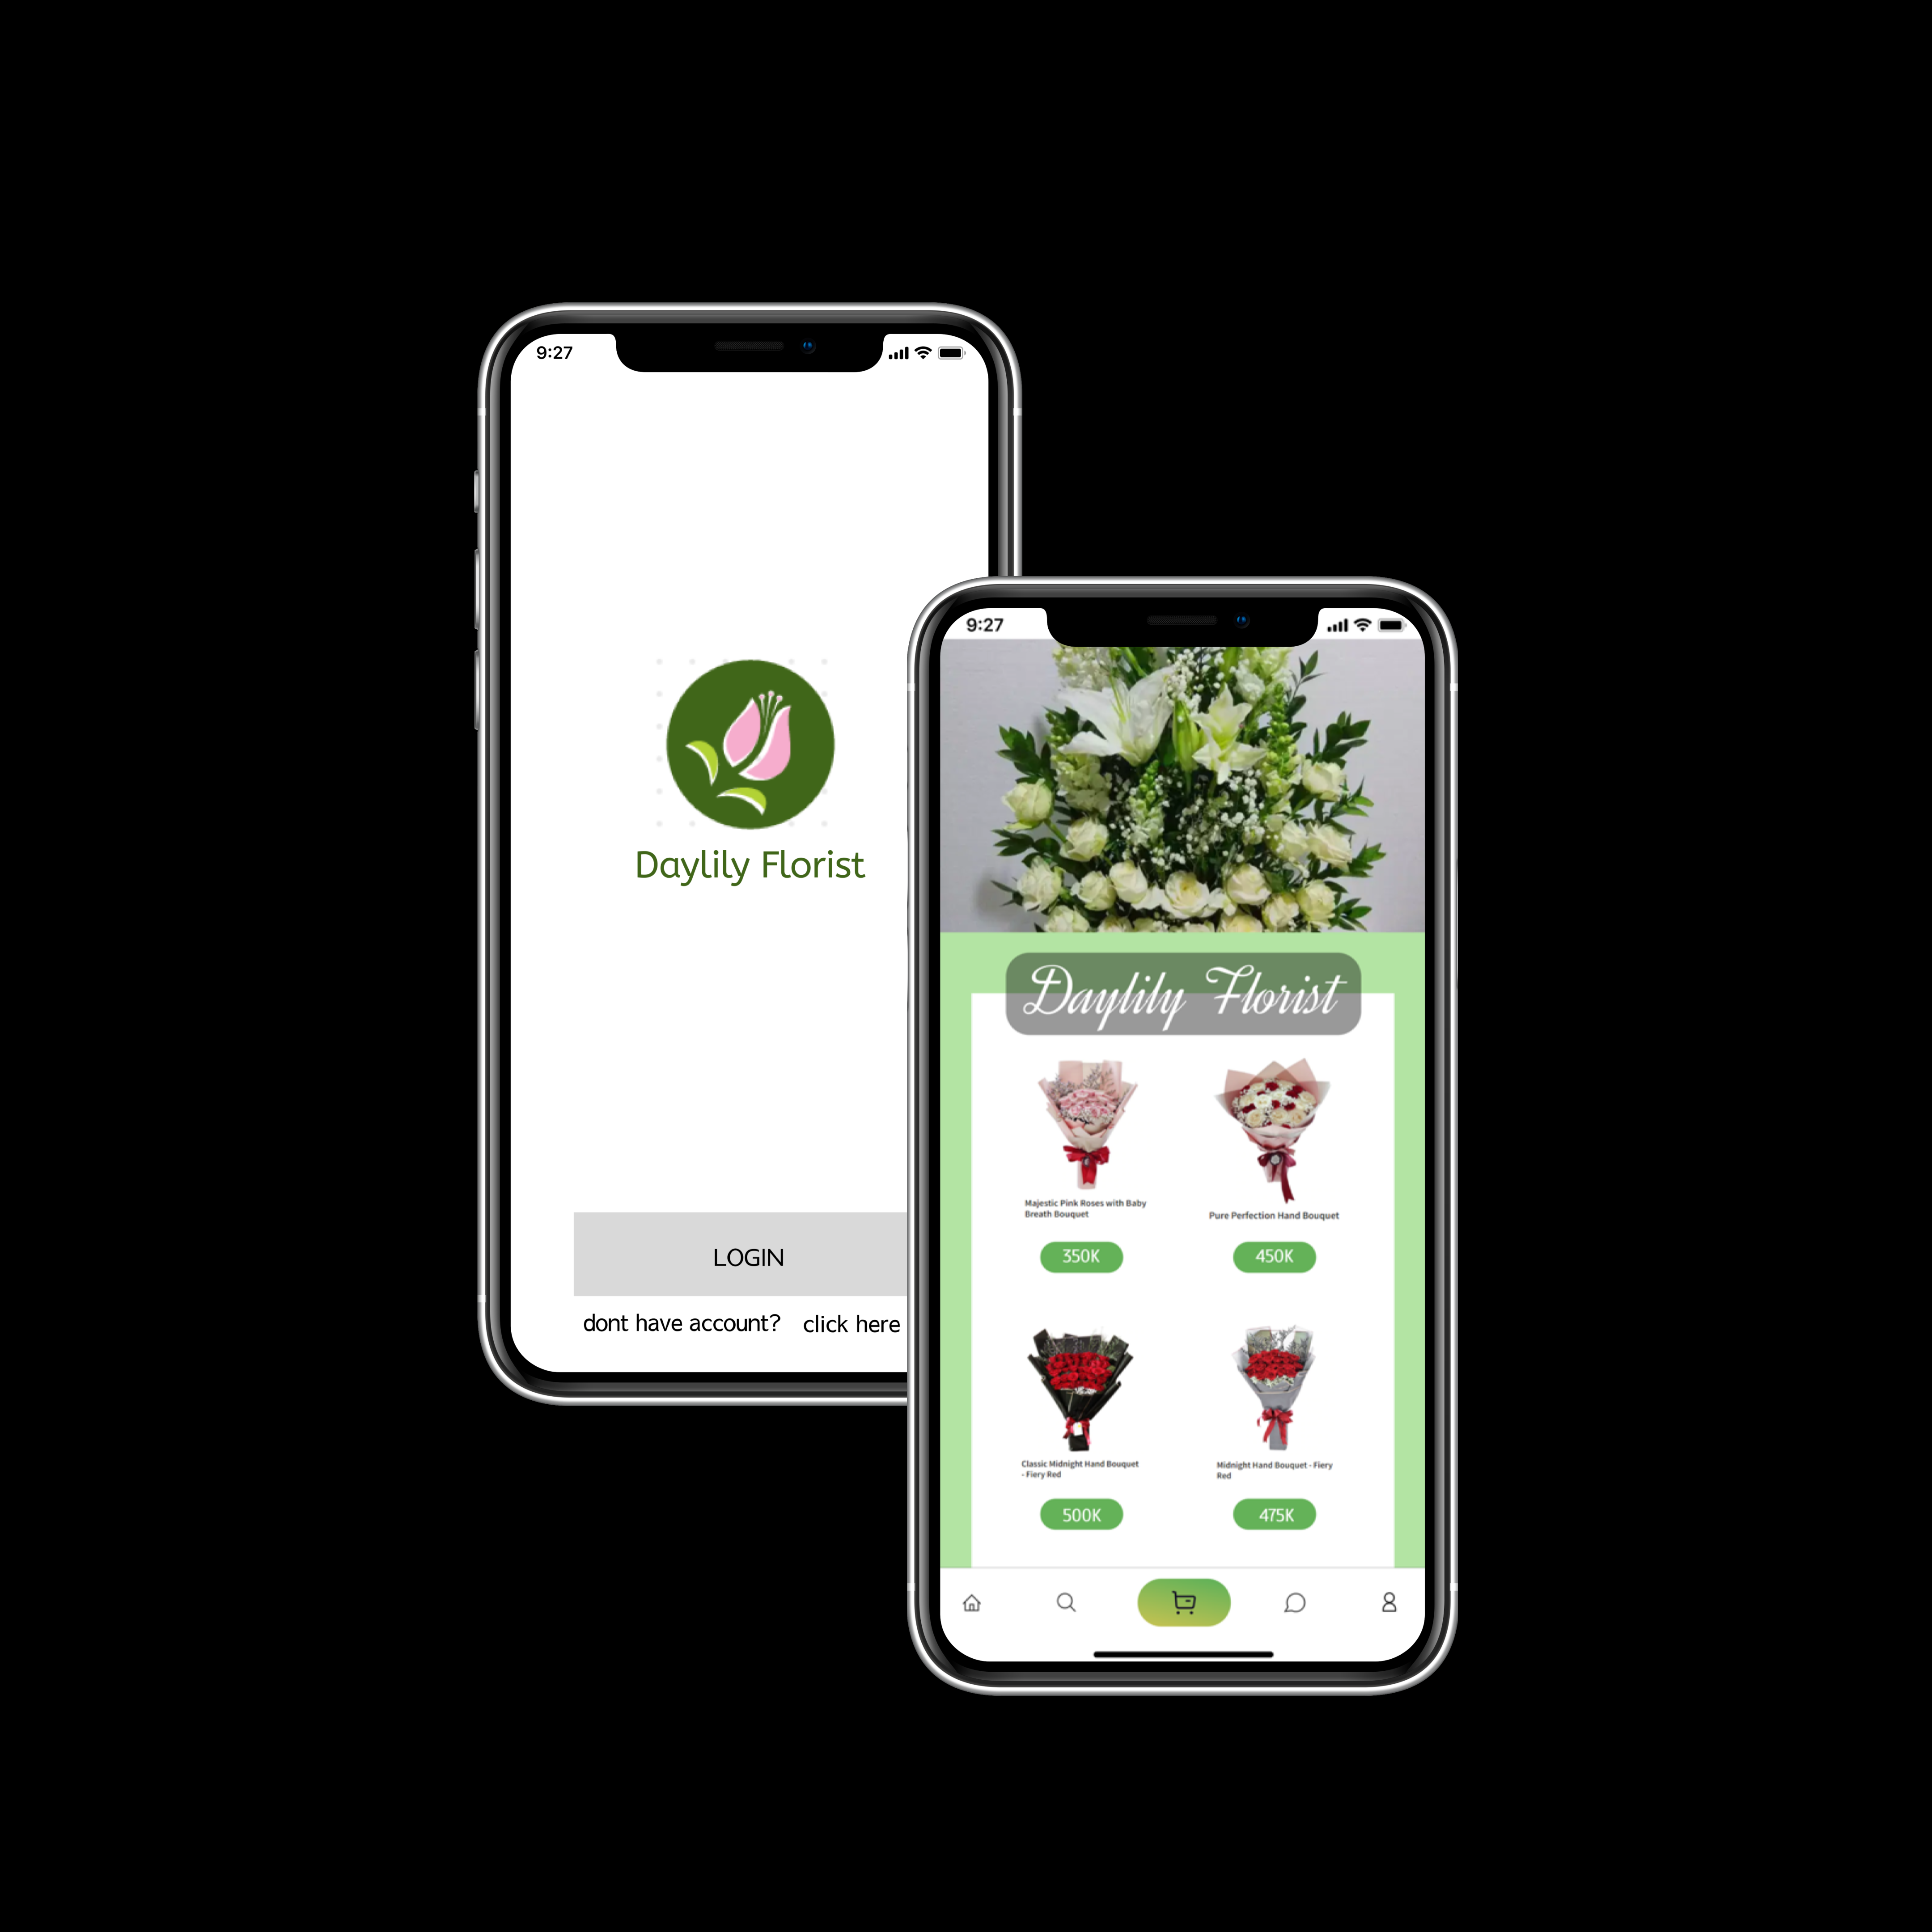 9:27
Daylily Florist
LOGIN
dont have account? click here
9:27
Daylily Florist
Majestic Pink Roses with Baby
Breath Bouquet
Pure Perfection Hand Bouquet
350K
450K
Classic Midnight Hand Bouquet
- Fiery Red
Midnight Hand Bouquet - Fiery
Red
500K
475K